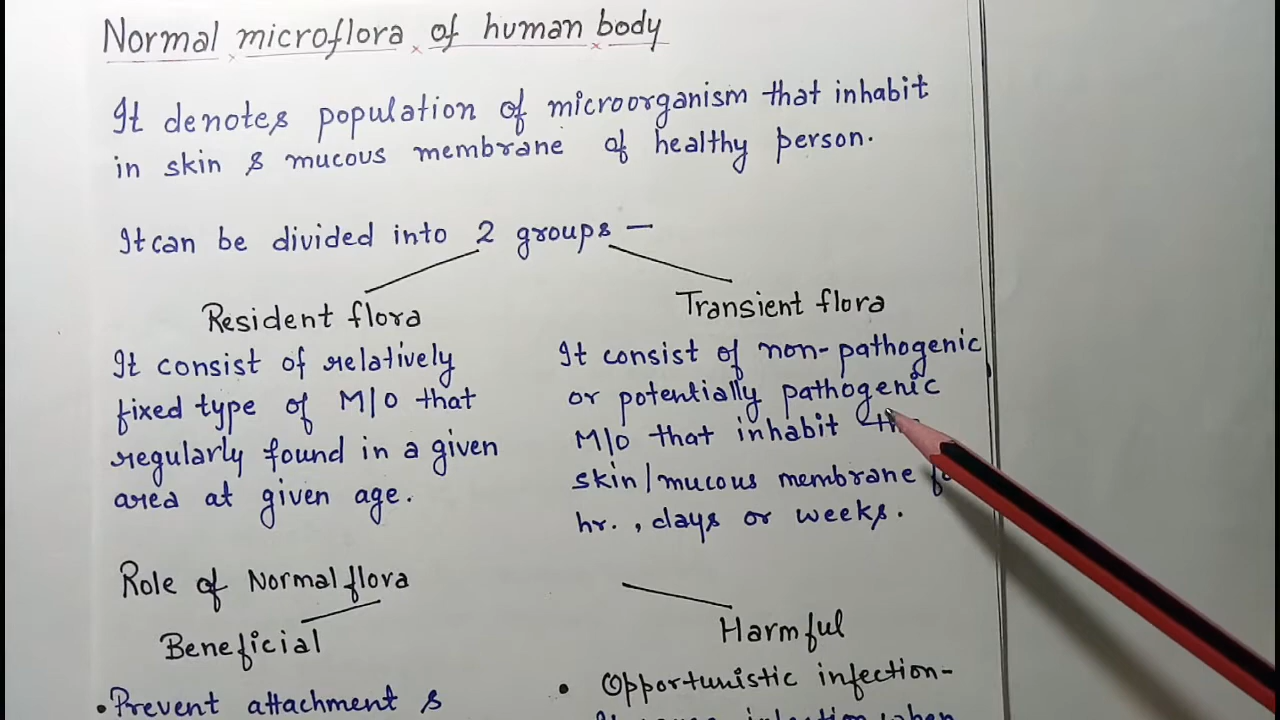 Normal microflora of human body
It denotes population of microorganism that inhabit
in skin & mucous membrane of healthy person.
It can be divided into 2 groups —
Resident flora
It consist of relatively
fixed type of M/O that
regularly found in a given
area at given age.
Transient flora
It consist of non-pathogenic
or potentially pathogenic
M/O that inhabit
skin/mucous membrane
hr., days or weeks.
Role of Normal flora
Beneficial
• Prevent attachment &
Harmful
• Opportunistic infection-
infection when